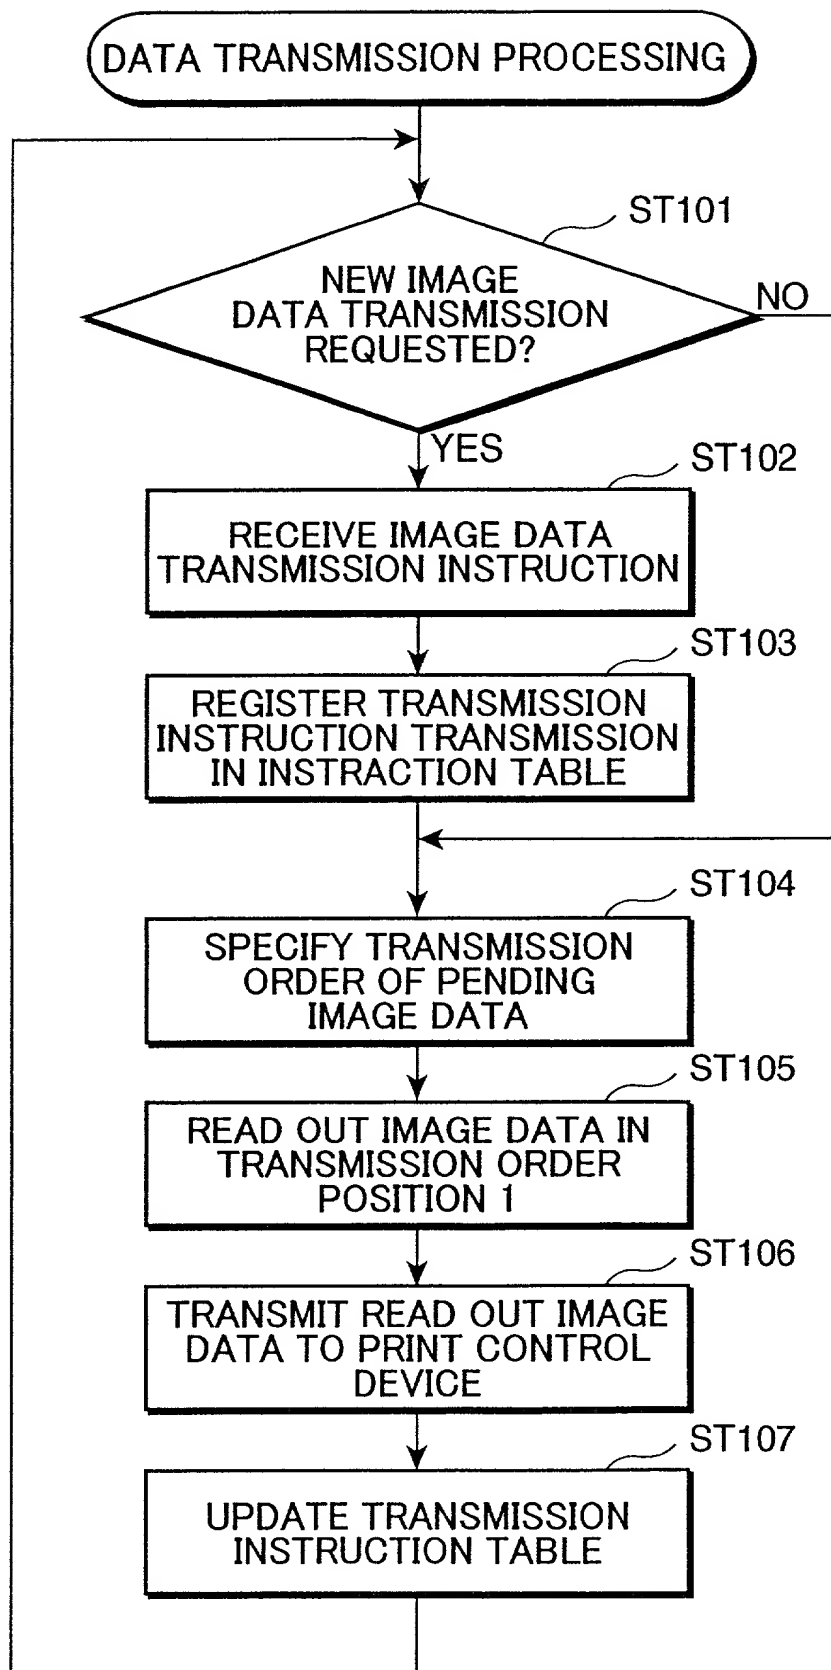 DATA TRANSMISSION PROCESSING
ST101
NEW IMAGE
DATA TRANSMISSION
REQUESTED?
NO
YES
ST102
RECEIVE IMAGE DATA
TRANSMISSION INSTRUCTION
ST103
REGISTER TRANSMISSION
INSTRUCTION TRANSMISSION
IN INSTRACTION TABLE
ST104
SPECIFY TRANSMISSION
ORDER OF PENDING
IMAGE DATA
ST105
READ OUT IMAGE DATA IN
TRANSMISSION ORDER
POSITION 1
ST106
TRANSMIT READ OUT IMAGE
DATA TO PRINT CONTROL
DEVICE
ST107
UPDATE TRANSMISSION
INSTRUCTION TABLE